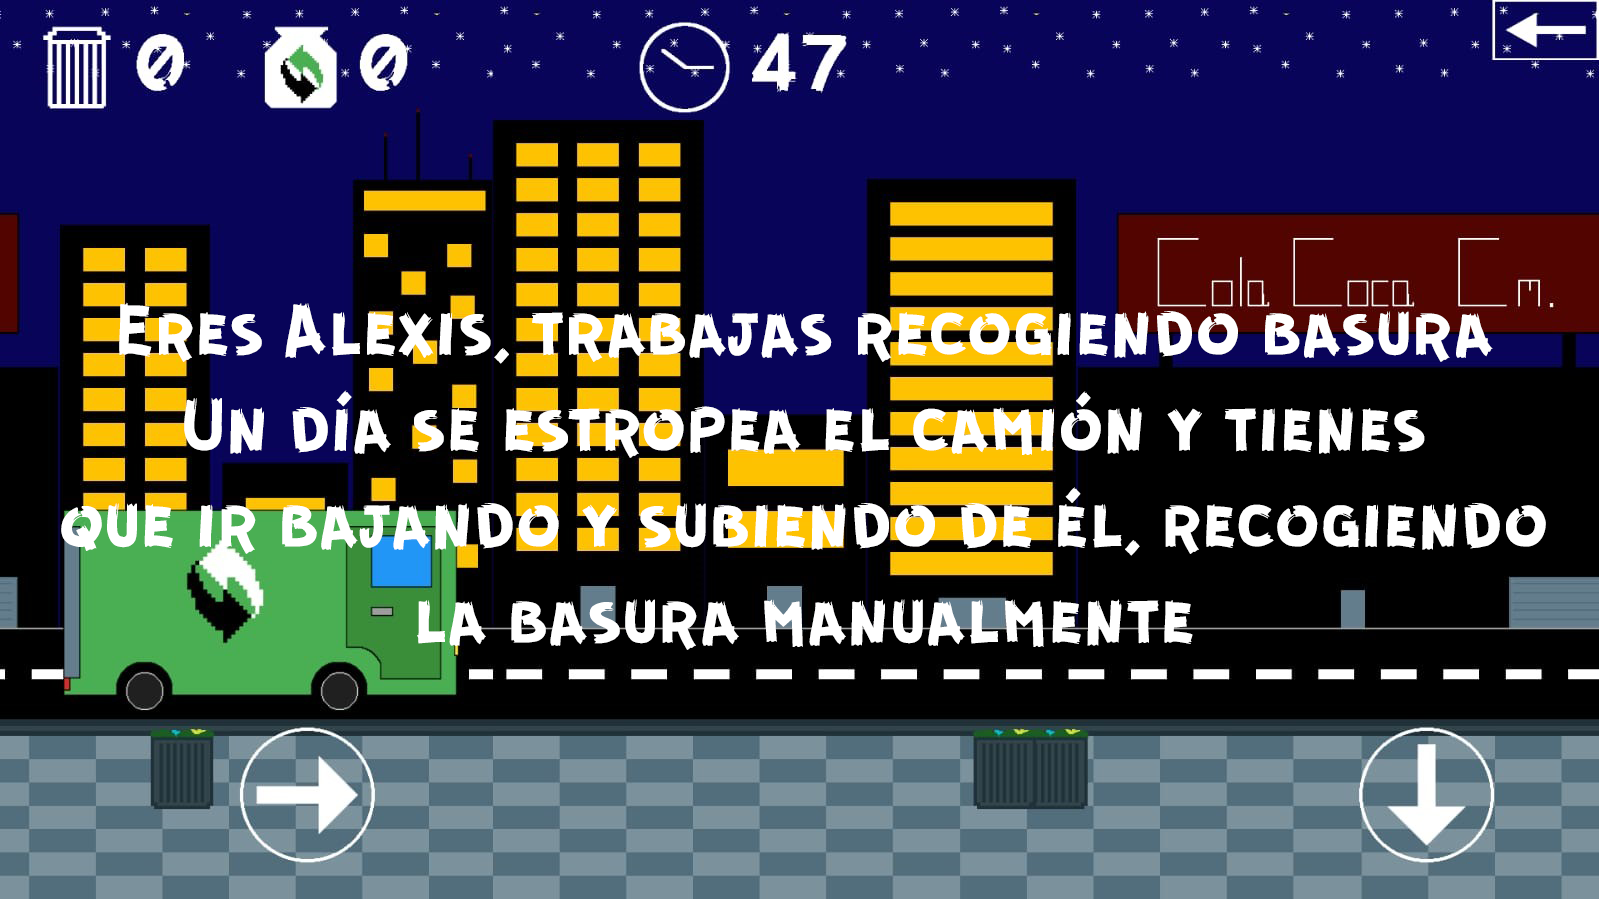 0 0 47
Cola Coca Em.
Eres Alexis, trabajas recogiendo basura
Un día se estropea el camión y tienes
que ir bajando y subiendo de él, recogiendo
la basura manualmente